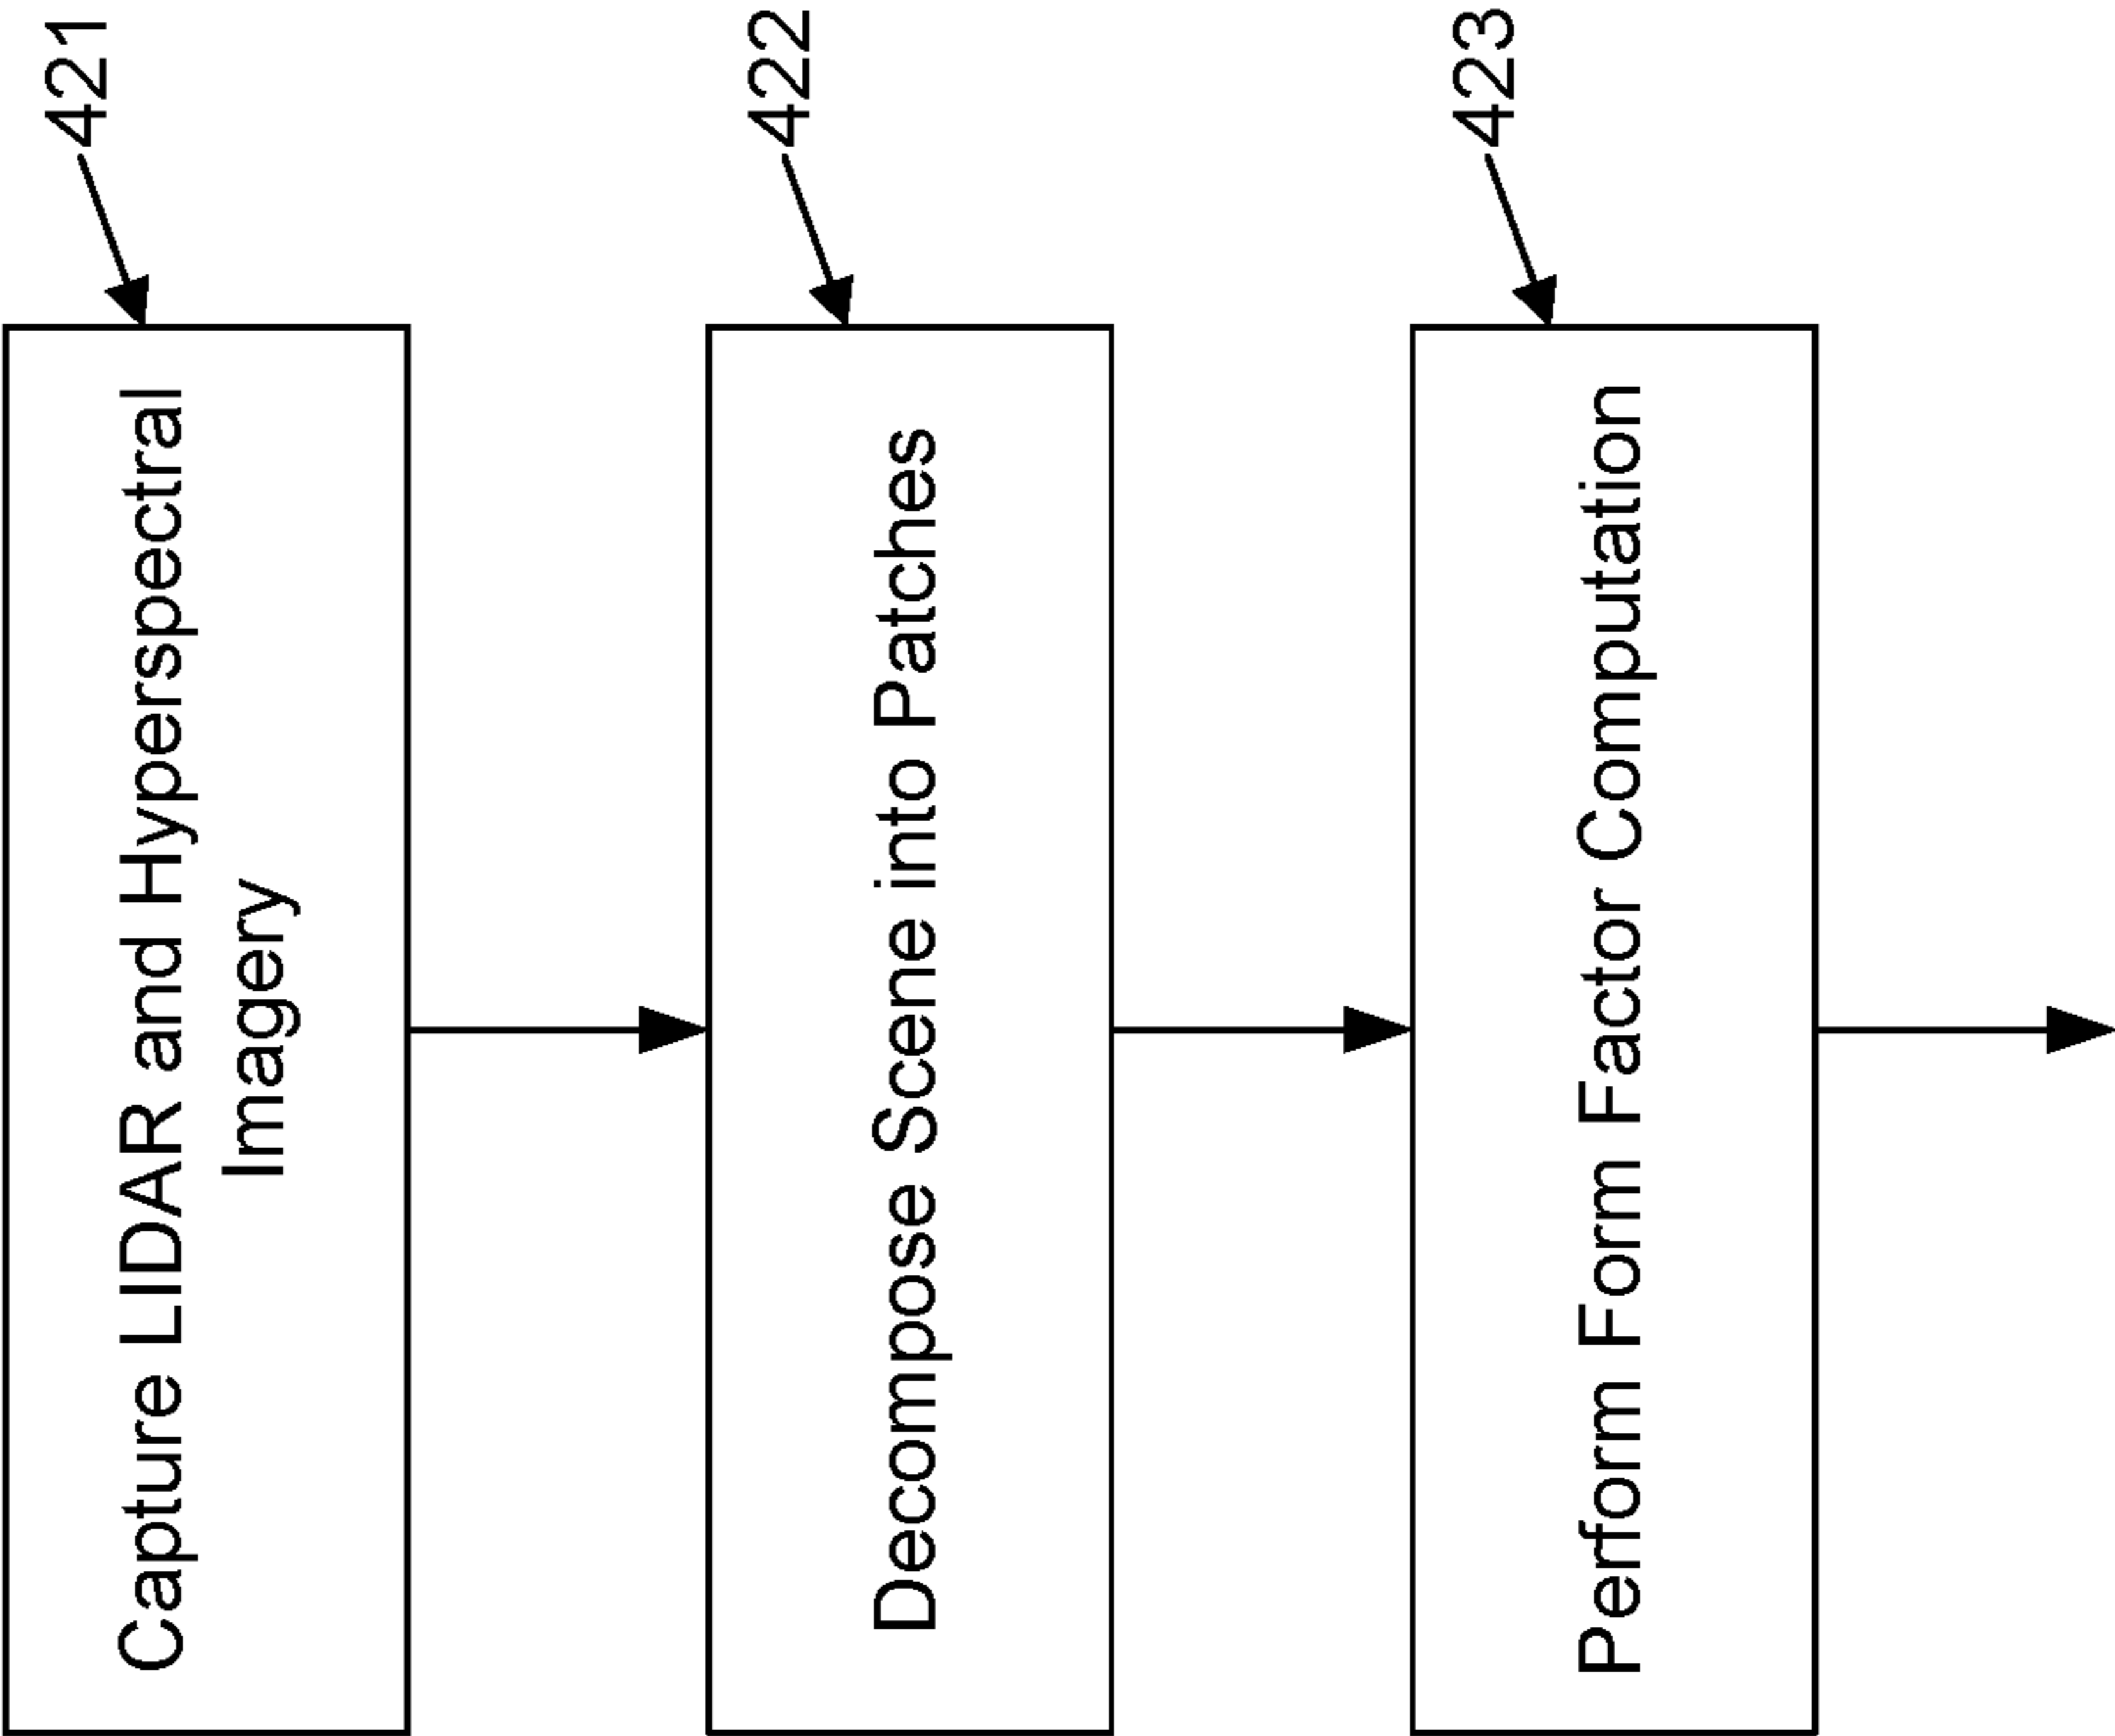 421
Capture LIDAR and Hyperspectral
Imagery
422
Decompose Scene into Patches
423
Perform Form Factor Computation